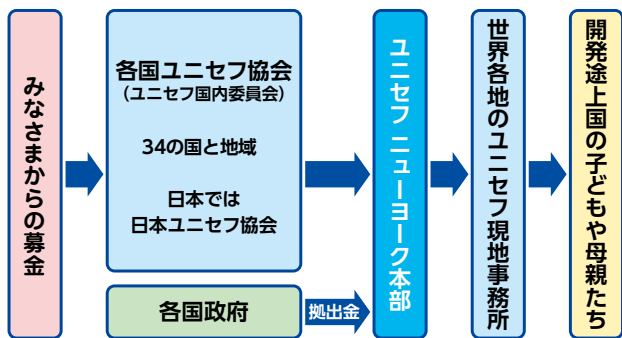 みなさまからの募金
各国ユニセフ協会
(ユニセフ国内委員会)
34の国と地域
日本では
日本ユニセフ協会
各国政府
拠出金
ユニセフ ニューヨーク本部
世界各地のユニセフ現地事務所
開発途上国の子どもや母親たち